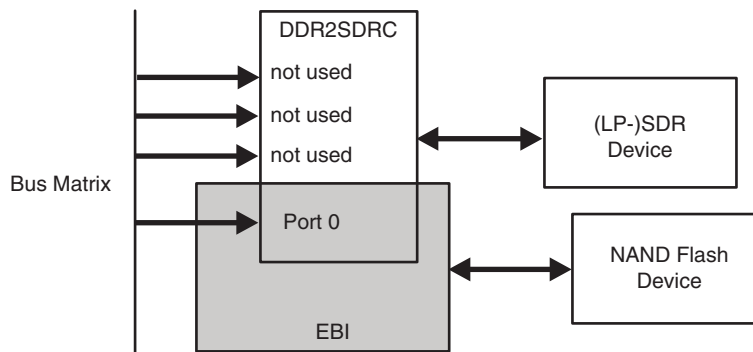 DDR2SDRC
not used
not used
not used
(LP-)SDR
Device
Bus Matrix
Port 0
NAND Flash
Device
EBI